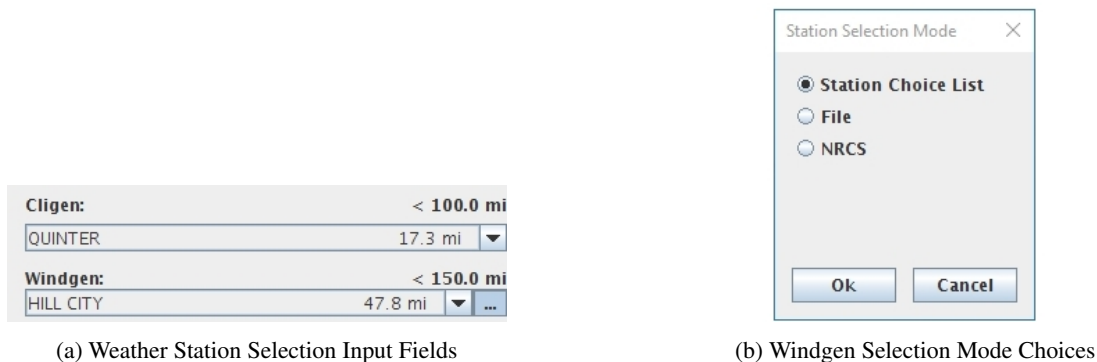 Station Selection Mode
Station Choice List
File
NRCS
Ok Cancel
Cligen: < 100.0 mi
QUINTER 17.3 mi
Windgen: < 150.0 mi
HILL CITY 47.8 mi ...
(a) Weather Station Selection Input Fields
(b) Windgen Selection Mode Choices